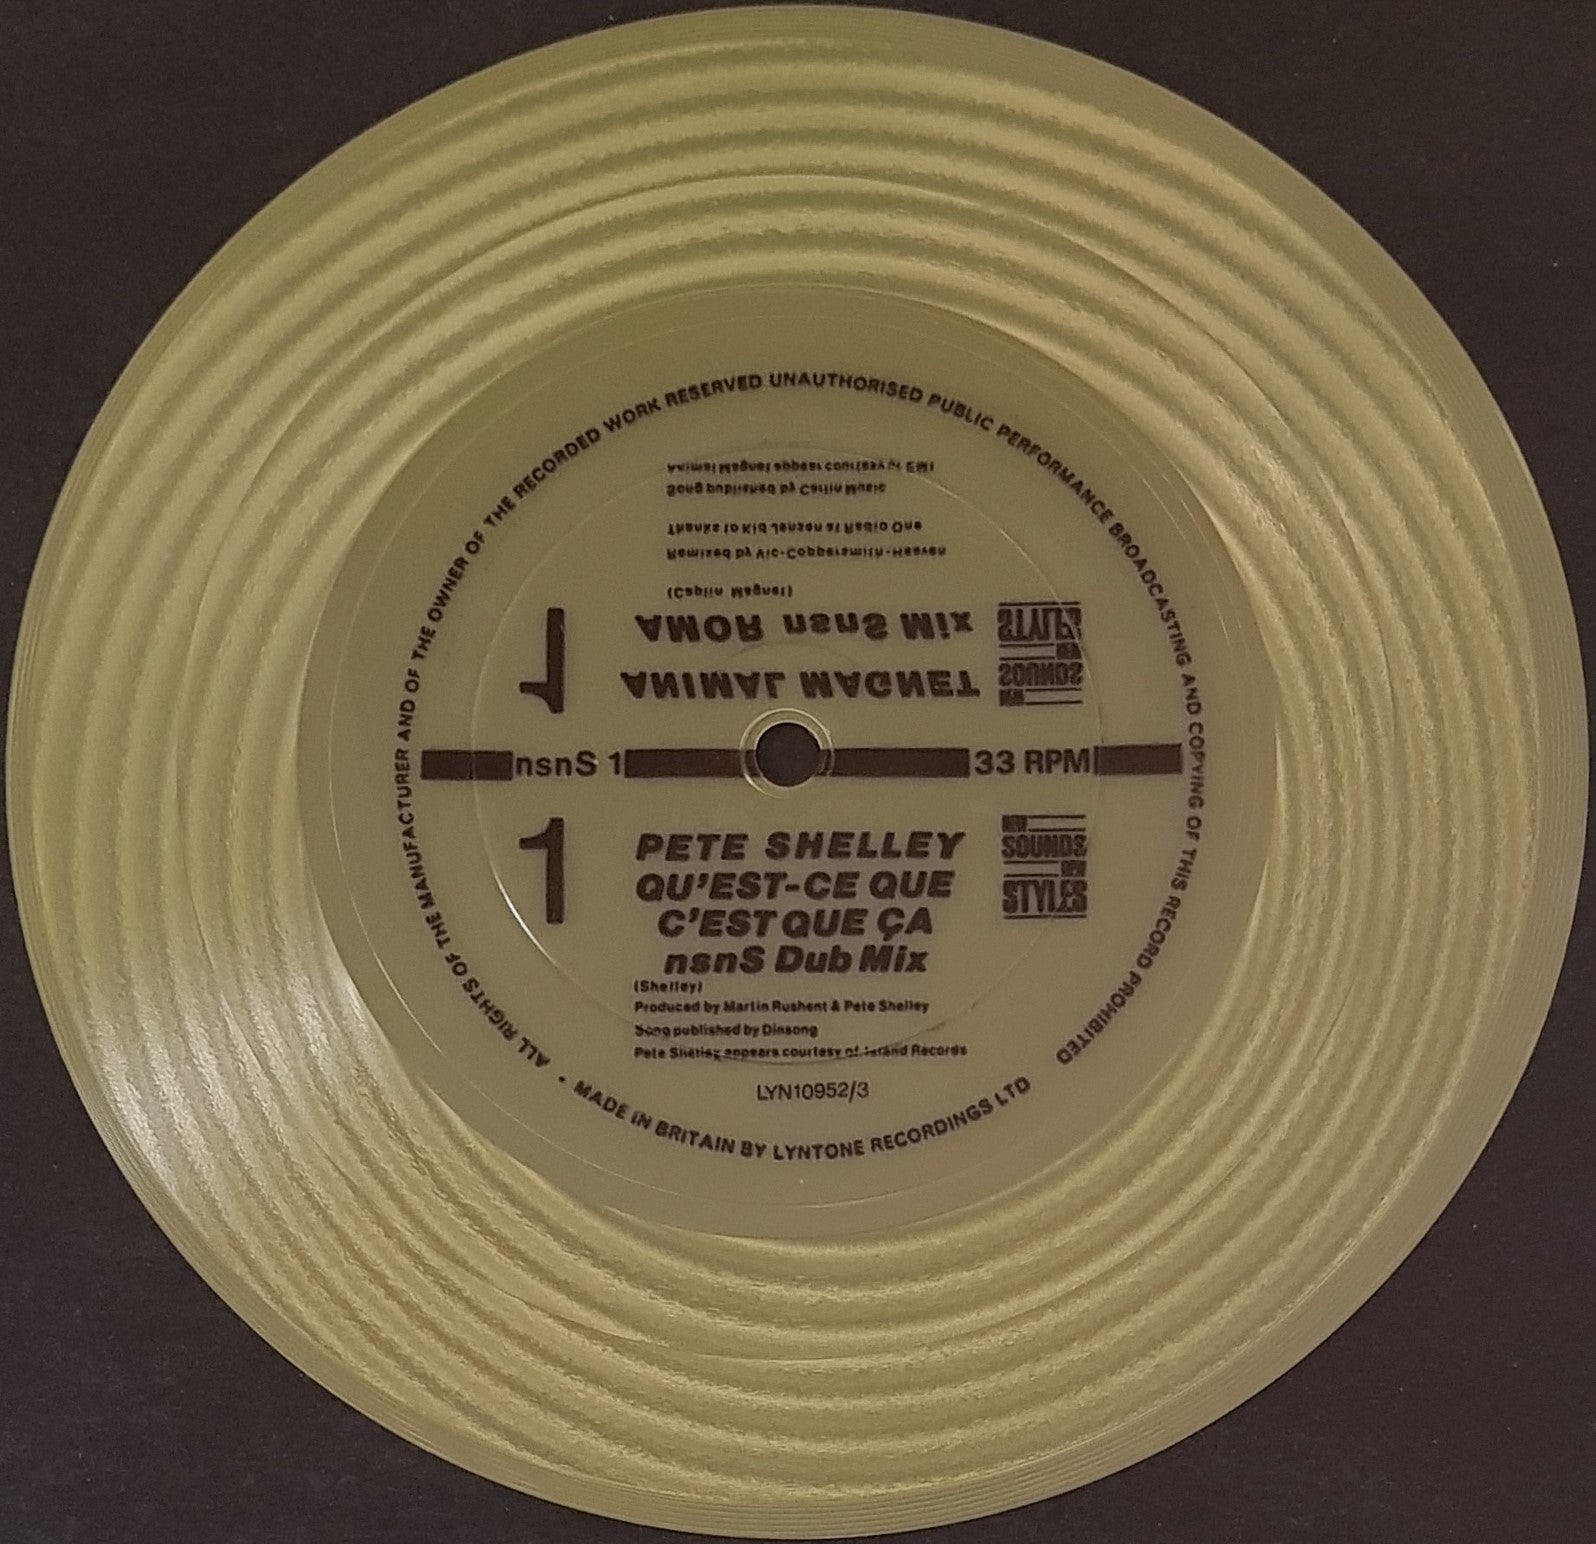 ALL RIGHTS OF THE MANUFACTURER AND OF THE OWNER OF THE RECORDED WORK RESERVED UNAUTHORISED PUBLIC PERFORMANCE BROADCASTING AND COPYING OF THIS RECORD PROHIBITED
Animal Magnet appear courtesy of EMI
Song published by Carlin Music
Thanks to Kid Jensen at Radio One
Remixed by Vic-Coppersmith-Heaven
(Caplin Magnet)
AMOR nsnS Mix
ANIMAL MAGNET
1
NEW
SOUNDS
NEW
STYLES
nsnS 1
33 RPM
1
PETE SHELLEY
QU'EST-CE QUE
C'EST QUE ÇA
nsnS Dub Mix
(Shelley)
Produced by Martin Rushent & Pete Shelley
Song published by Dinsong
Pete Shelley appears courtesy of Island Records
NEW
SOUNDS
NEW
STYLES
LYN10952/3
• MADE IN BRITAIN BY LYNTONE RECORDINGS LTD